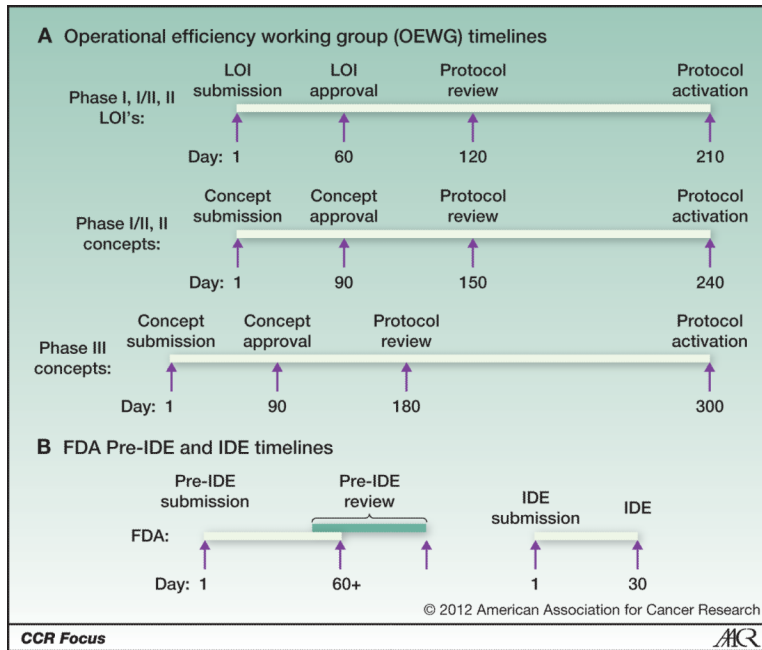 A Operational efficiency working group (OEWG) timelines
Phase I, I/II, II
LOI's:
LOI
submission
LOI
approval
Protocol
review
Protocol
activation
Day: 1 60 120 210
Phase I/II, II
concepts:
Concept
submission
Concept
approval
Protocol
review
Protocol
activation
Day: 1 90 150 240
Phase III
concepts:
Concept
submission
Concept
approval
Protocol
review
Protocol
activation
Day: 1 90 180 300
B FDA Pre-IDE and IDE timelines
FDA:
Pre-IDE
submission
Pre-IDE
review
IDE
submission
IDE
Day: 1 60+ 1 30
© 2012 American Association for Cancer Research
CCR Focus
AACR